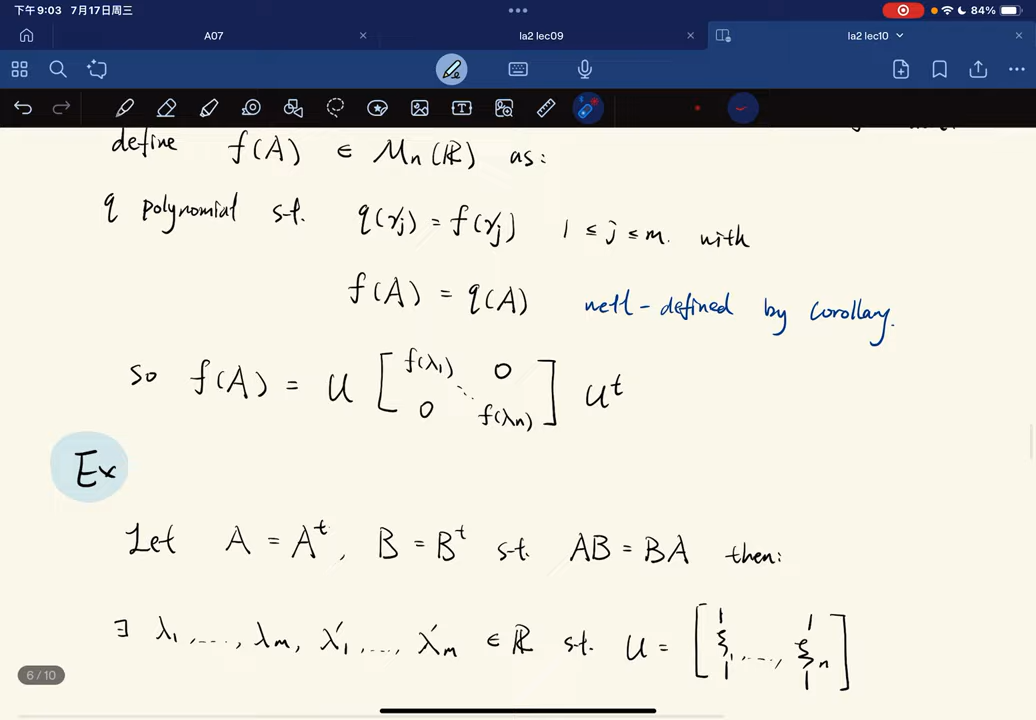 下午9:03 7月17日周三
84%
A07
la2 lec09
la2 lec10
define f(A) ∈ Mn(ℝ) as:
q polynomial s.t. q(γj) = f(γj) 1 ≤ j ≤ m. with
f(A) = q(A) well-defined by Corollary.
so f(A) = U [ f(λ1) 0 ⋱ 0 f(λn) ] U^t
Ex
Let A = A^t, B = B^t s.t. AB = BA then:
∃ λ1, ...., λm, λ'1, ...., λ'm ∈ ℝ s.t. U = [ ξ1, ...., ξn ]
6 / 10